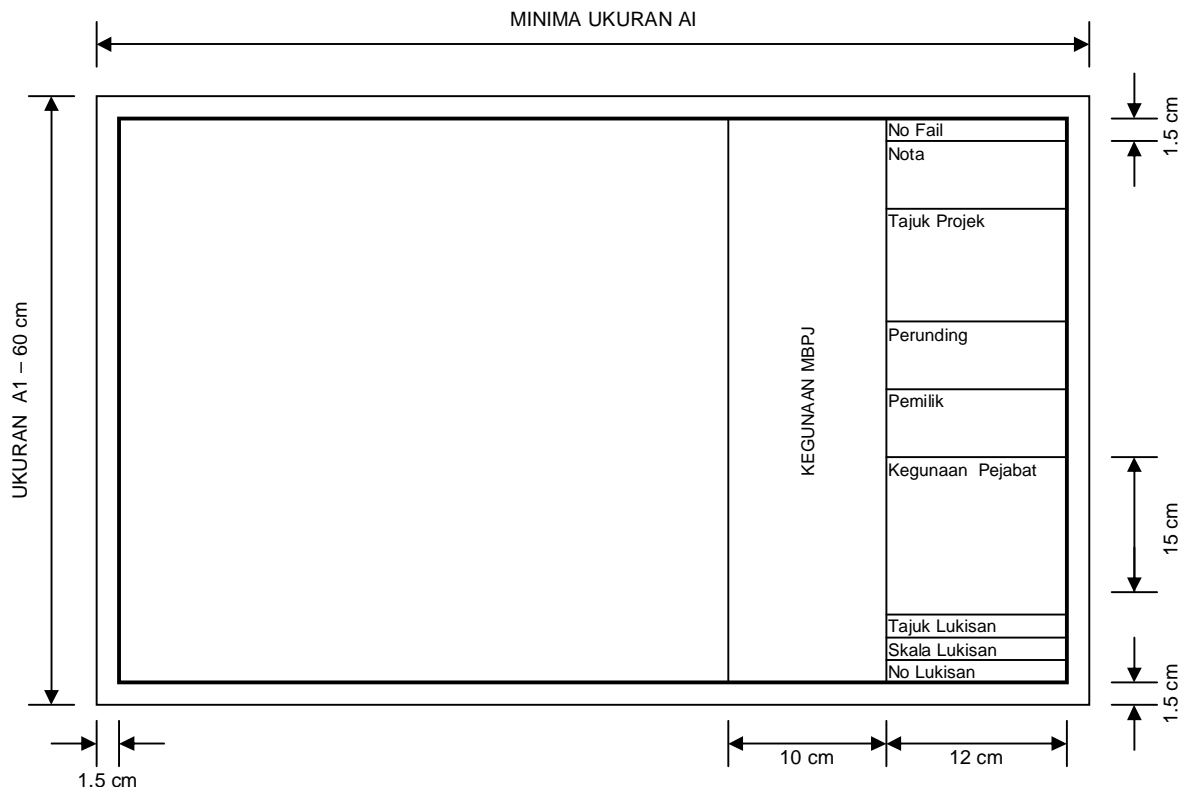 MINIMA UKURAN AI
UKURAN A1 – 60 cm
1.5 cm
No Fail
Nota
Tajuk Projek
Perunding
KEGUNAAN MBPJ
Pemilik
Kegunaan Pejabat
15 cm
Tajuk Lukisan
Skala Lukisan
No Lukisan
1.5 cm
10 cm
12 cm
1.5 cm